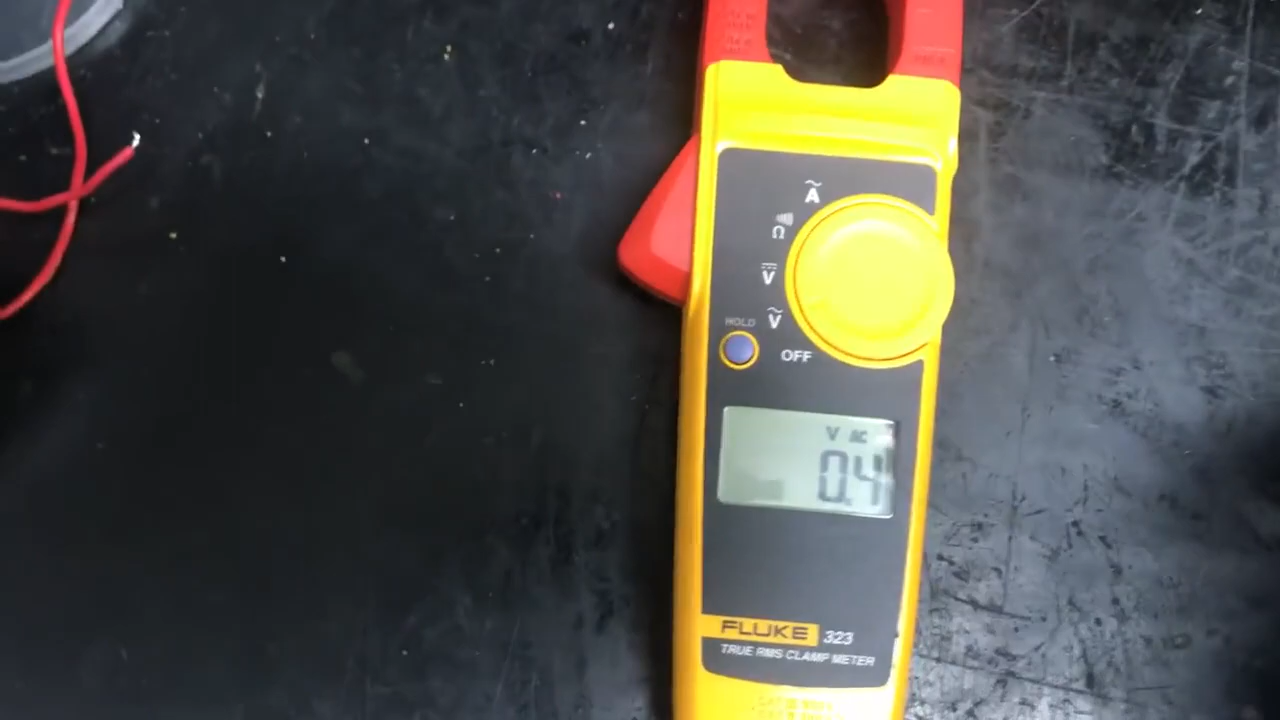 Ã
Ω
V
Ṽ
HOLD
OFF
V AC
0.4
FLUKE 323
TRUE RMS CLAMP METER